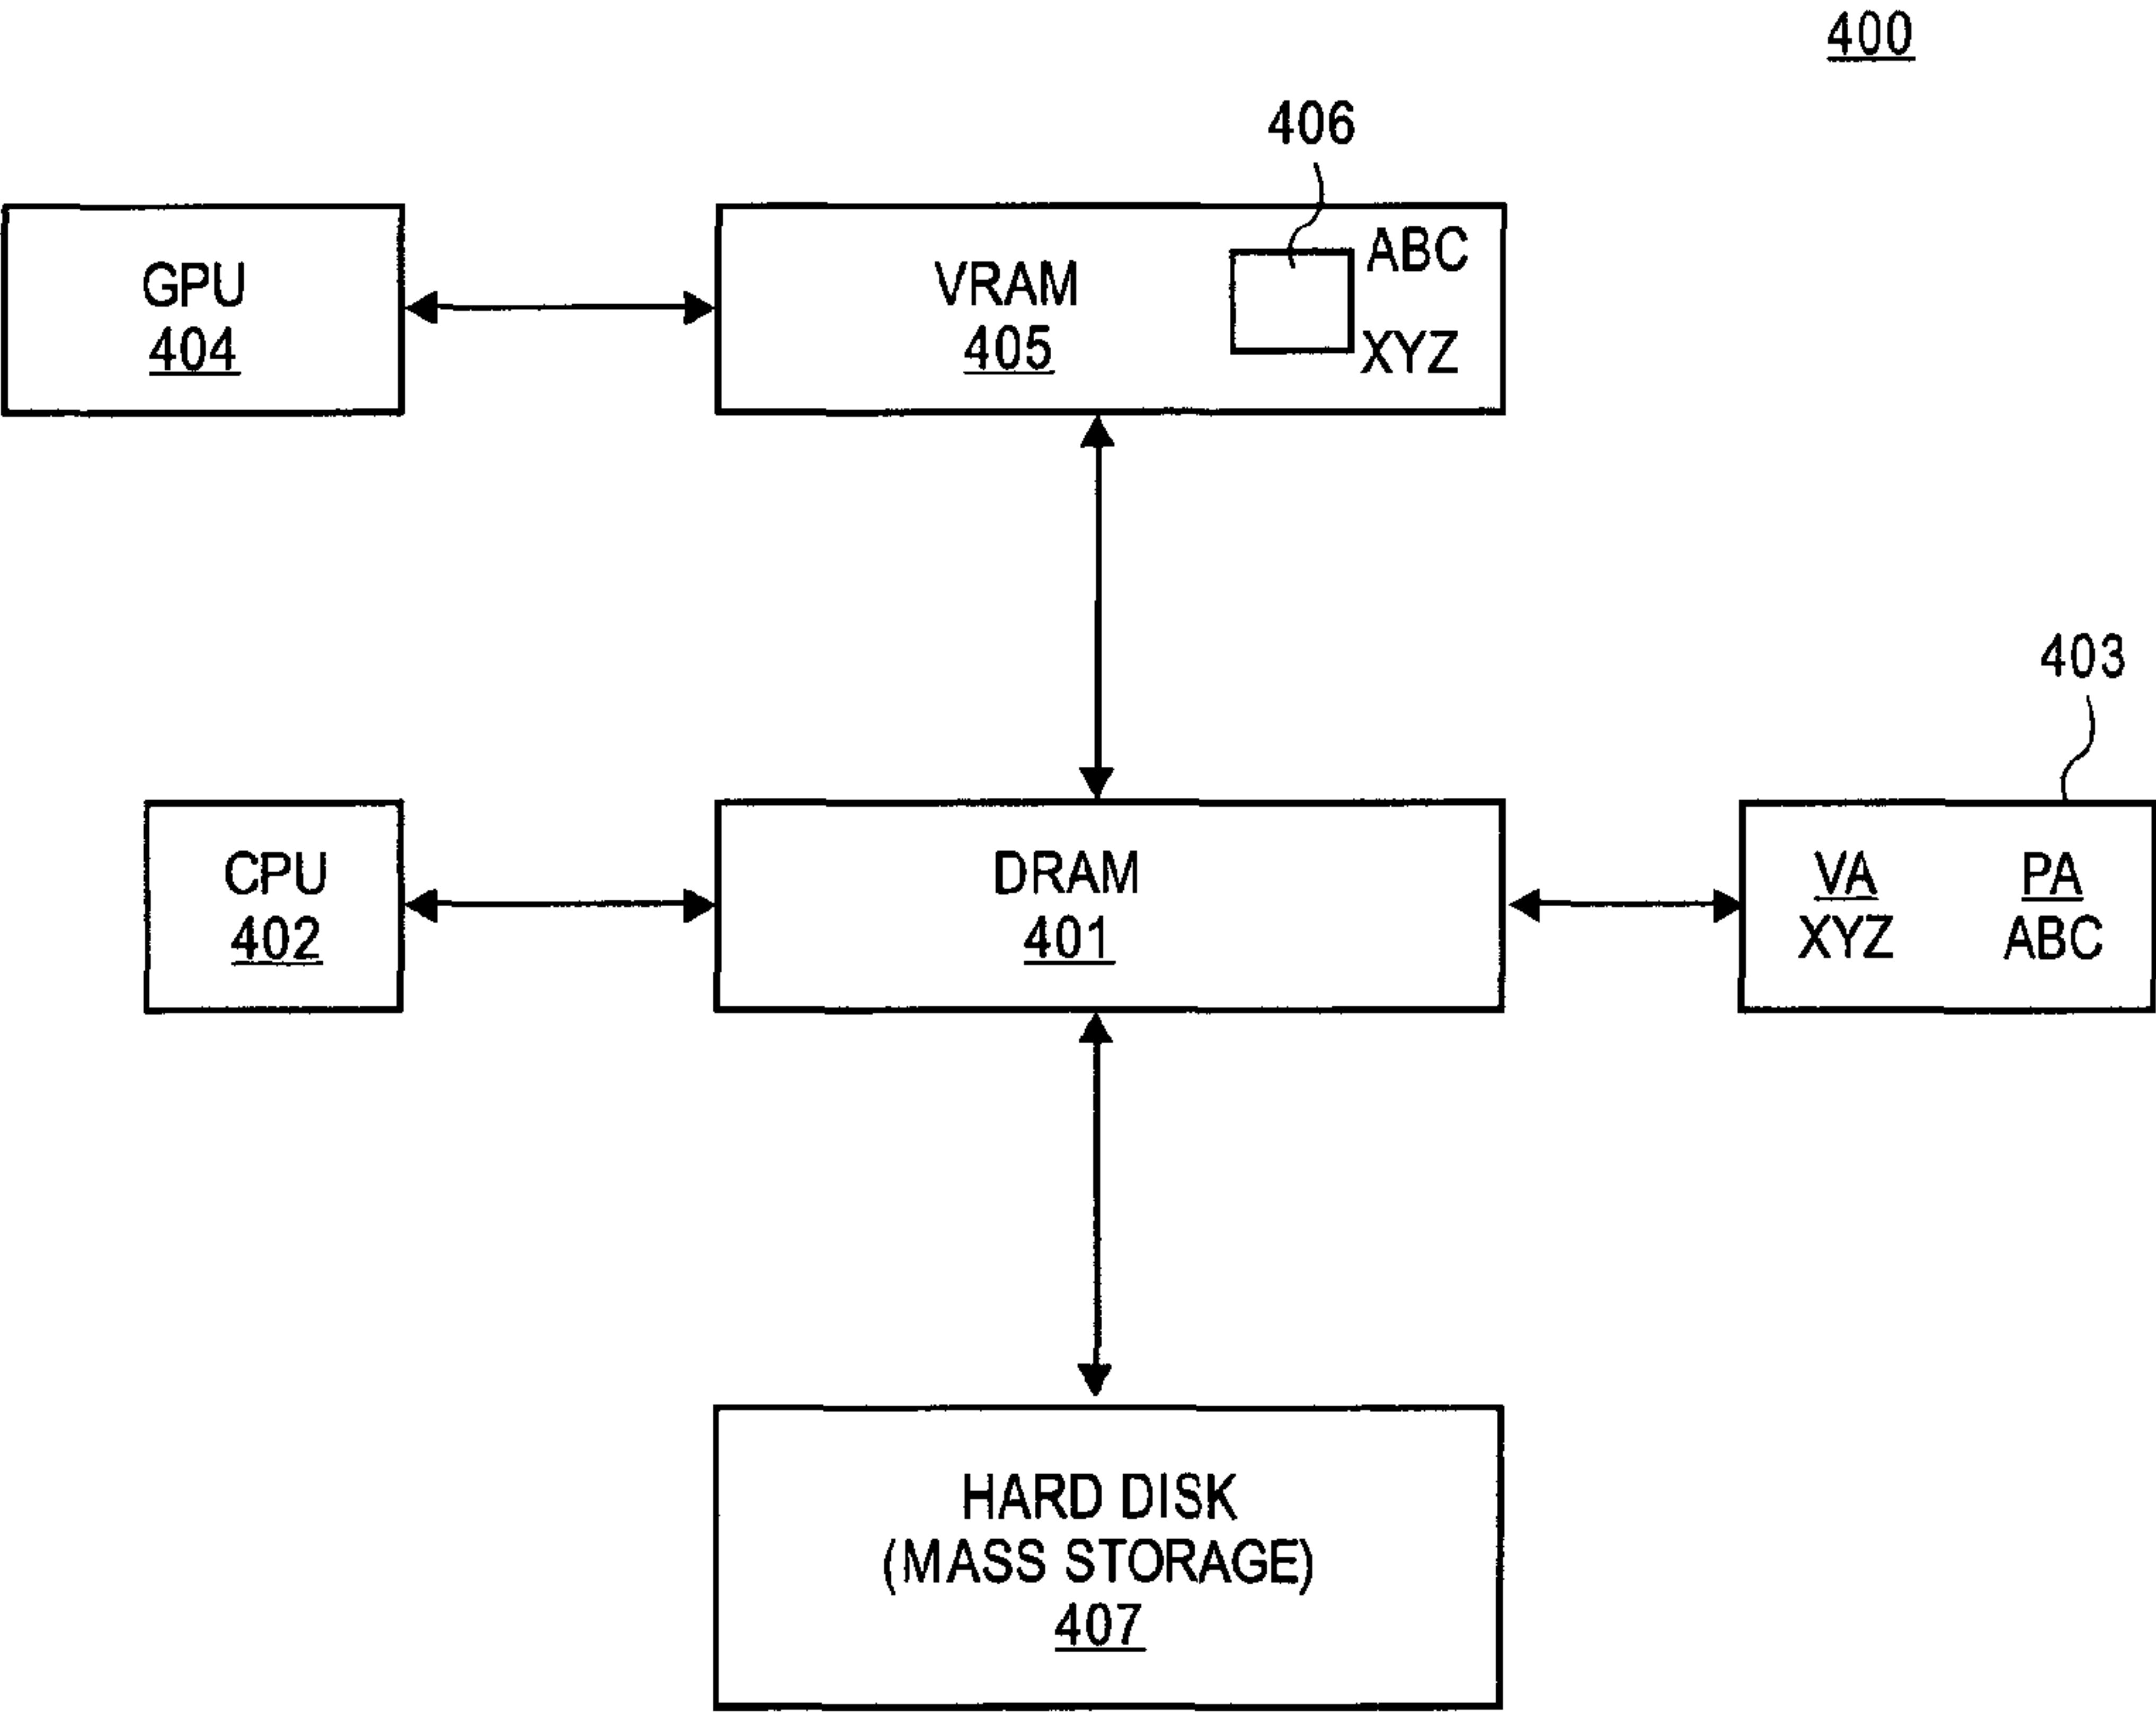 400
406
GPU
404
VRAM
405
ABC
XYZ
403
CPU
402
DRAM
401
VA PA
XYZ ABC
HARD DISK
(MASS STORAGE)
407